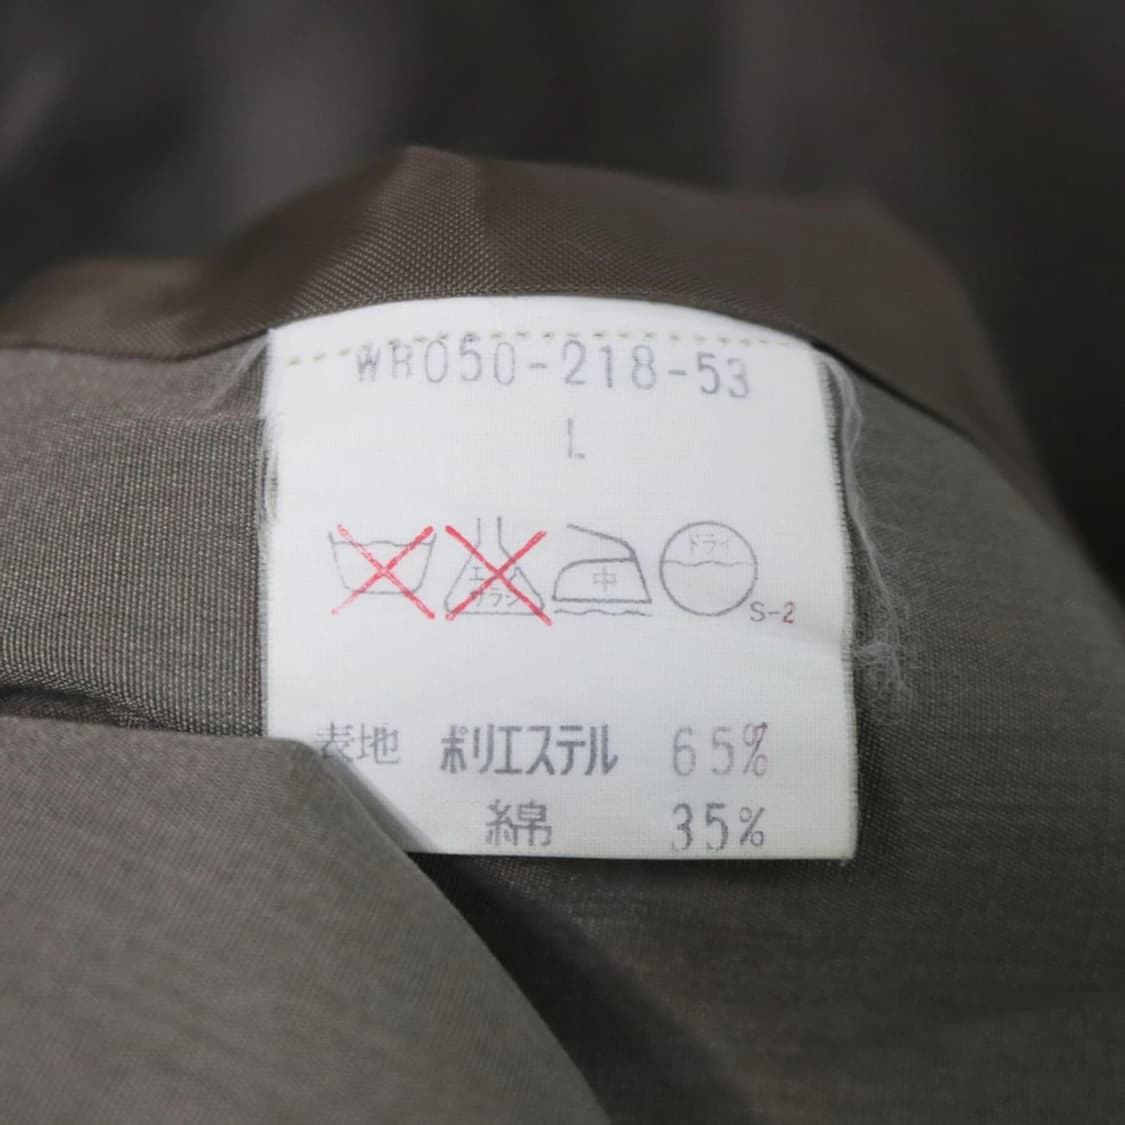 WR050-218-53
L
エンソ
サラシ
中
ドライ
S-2
表地 ポリエステル 65%
綿 35%